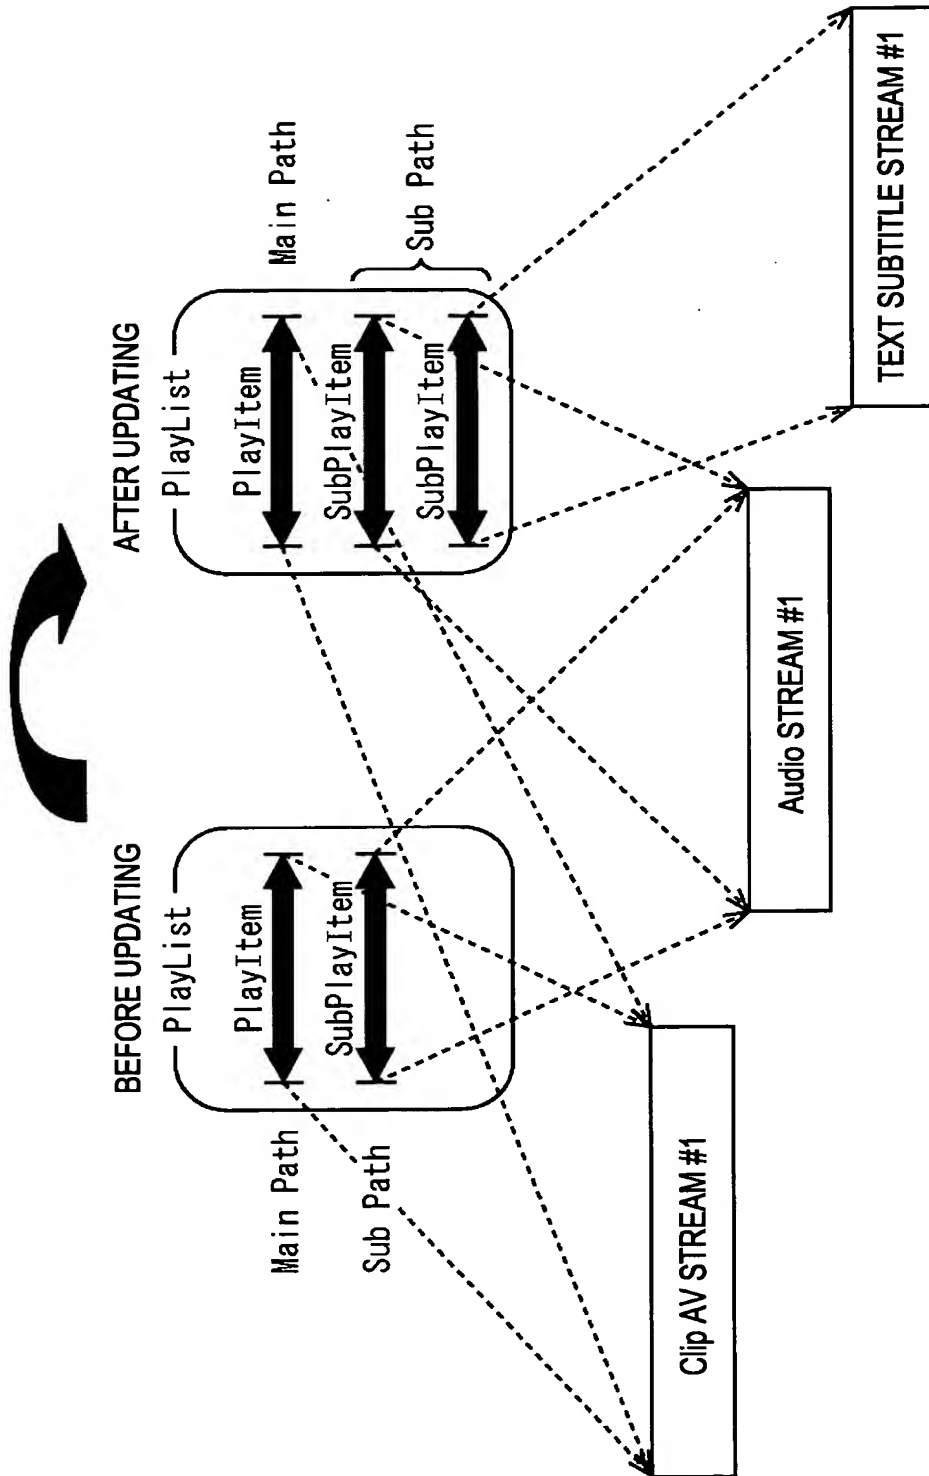 BEFORE UPDATING
PlayList
Main Path
PlayItem
Sub Path
SubPlayItem
AFTER UPDATING
PlayList
PlayItem
Main Path
SubPlayItem
SubPlayItem
Sub Path
Clip AV STREAM #1
Audio STREAM #1
TEXT SUBTITLE STREAM #1